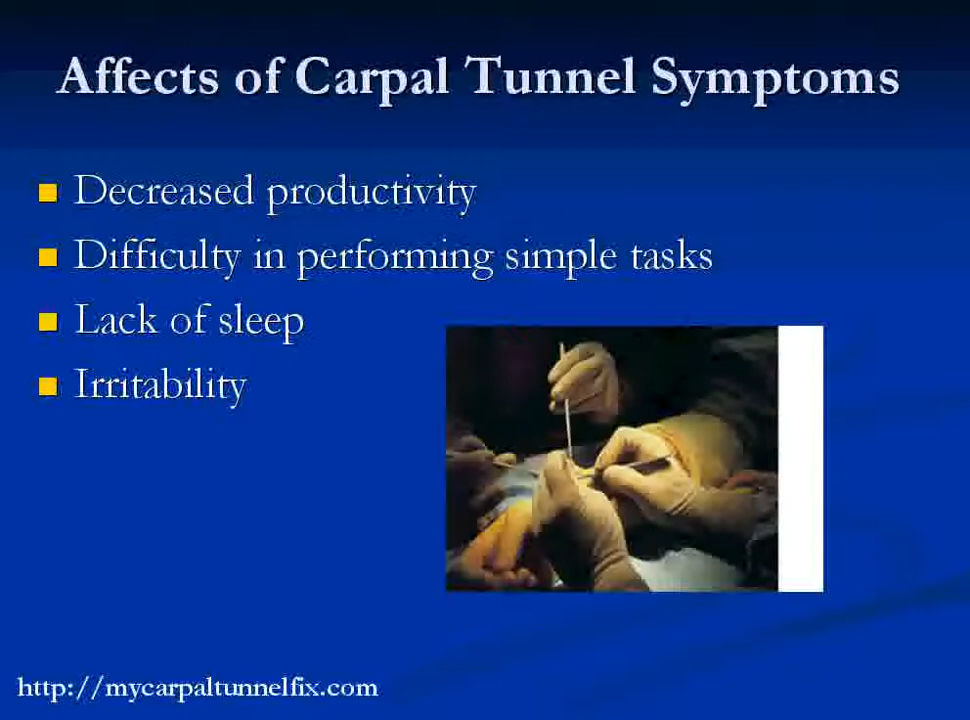 Affects of Carpal Tunnel Symptoms
Decreased productivity
Difficulty in performing simple tasks
Lack of sleep
Irritability
http://mycarpaltunnelfix.com